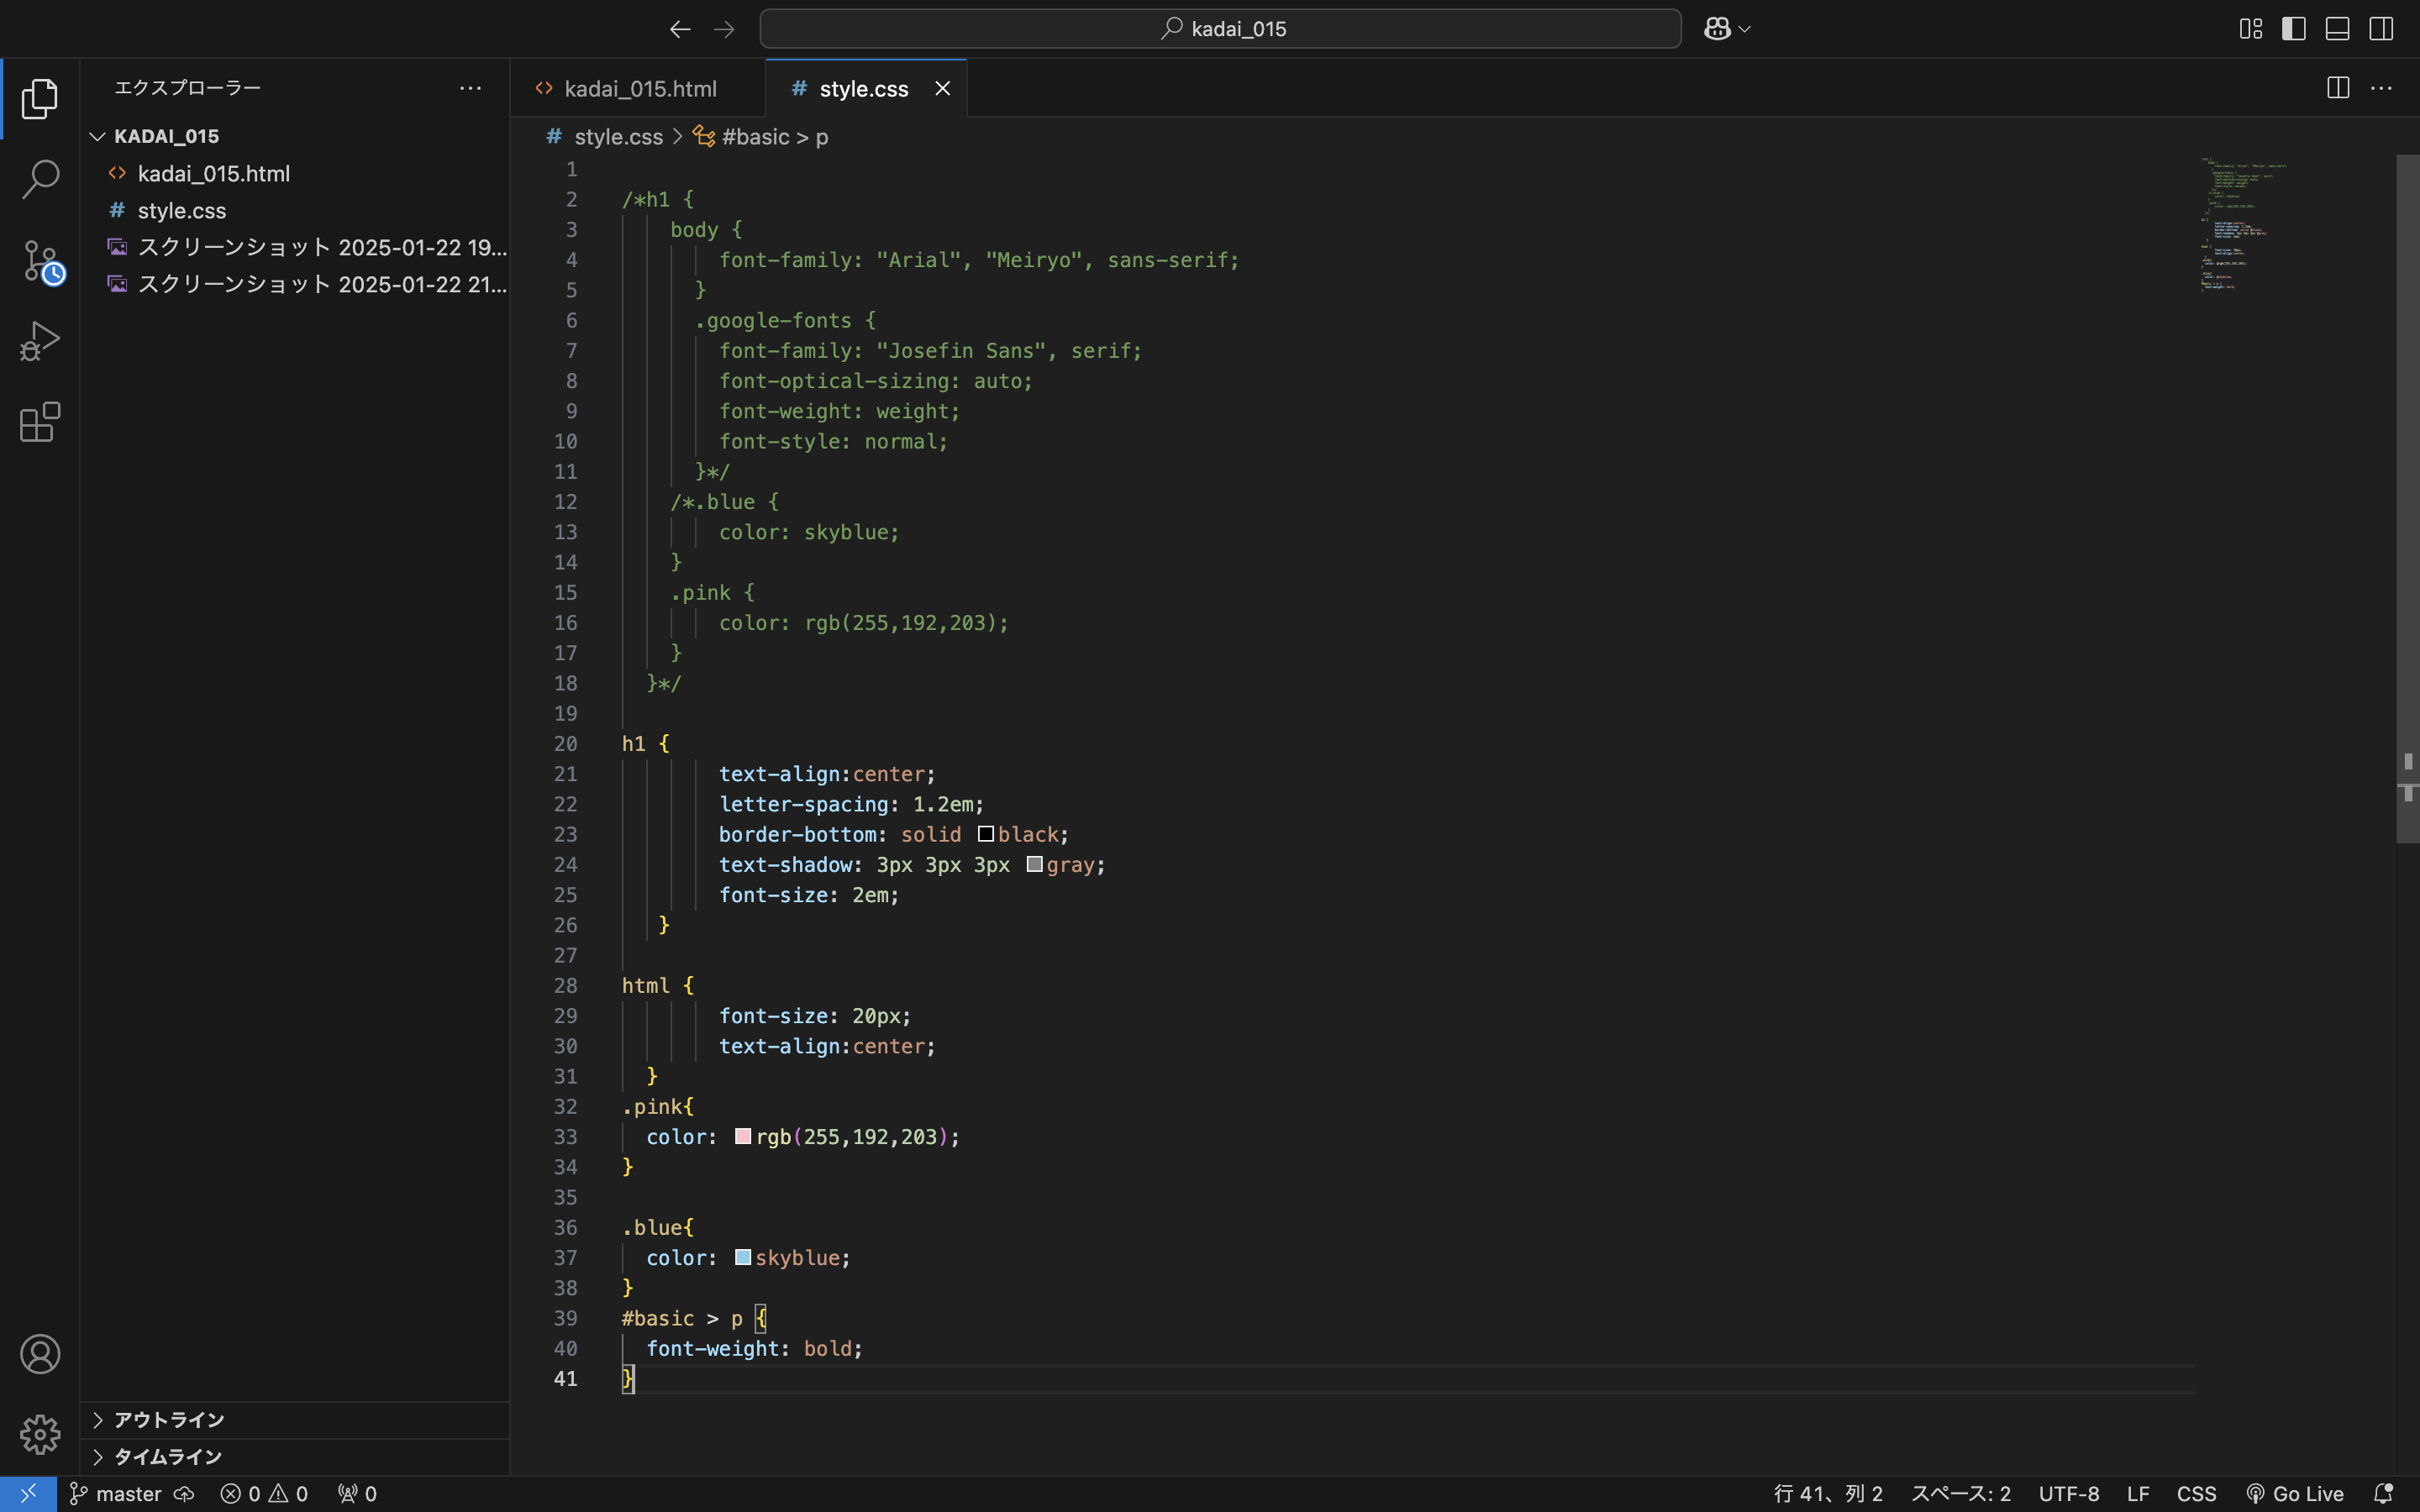 kadai_015
エクスプローラー
KADAI_015
kadai_015.html
style.css
スクリーンショット 2025-01-22 19...
スクリーンショット 2025-01-22 21...
アウトライン
タイムライン
kadai_015.html
# style.css
# style.css > #basic > p
1
2 /*h1 {
3 body {
4 font-family: "Arial", "Meiryo", sans-serif;
5 }
6 .google-fonts {
7 font-family: "Josefin Sans", serif;
8 font-optical-sizing: auto;
9 font-weight: weight;
10 font-style: normal;
11 }*/
12 /*.blue {
13 color: skyblue;
14 }
15 .pink {
16 color: rgb(255,192,203);
17 }
18 }*/
19
20 h1 {
21 text-align:center;
22 letter-spacing: 1.2em;
23 border-bottom: solid black;
24 text-shadow: 3px 3px 3px gray;
25 font-size: 2em;
26 }
27
28 html {
29 font-size: 20px;
30 text-align:center;
31 }
32 .pink{
33 color: rgb(255,192,203);
34 }
35
36 .blue{
37 color: skyblue;
38 }
39 #basic > p {
40 font-weight: bold;
41 }
master 0 0 0 行 41、列 2 スペース: 2 UTF-8 LF CSS Go Live